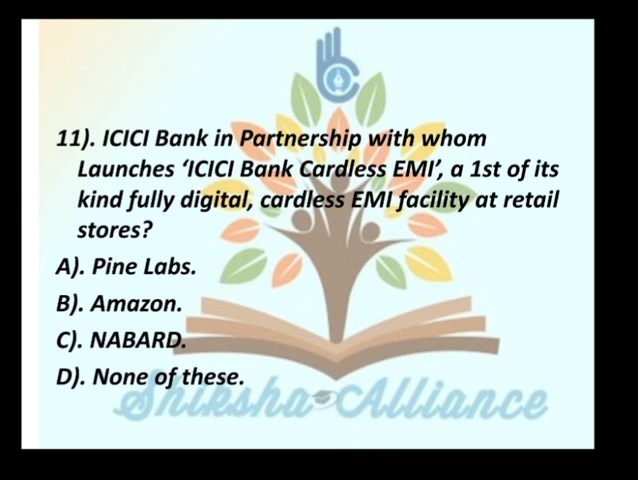 11). ICICI Bank in Partnership with whom
Launches ‘ICICI Bank Cardless EMI’, a 1st of its
kind fully digital, cardless EMI facility at retail
stores?
A). Pine Labs.
B). Amazon.
C). NABARD.
D). None of these.
Shiksha Alliance